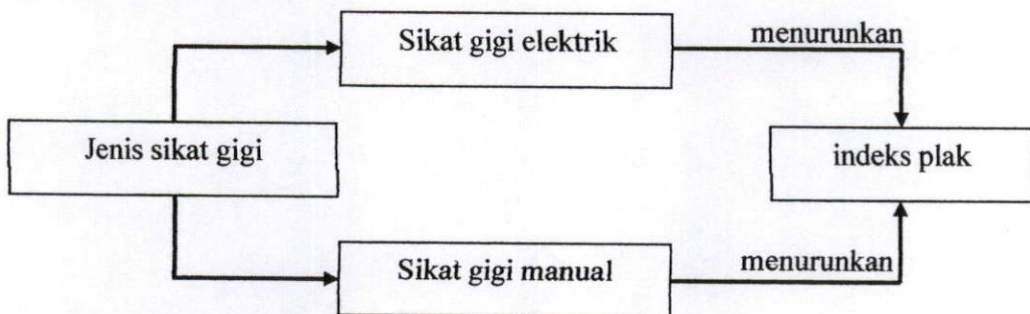 Sikat gigi elektrik
menurunkan
Jenis sikat gigi
indeks plak
Sikat gigi manual
menurunkan